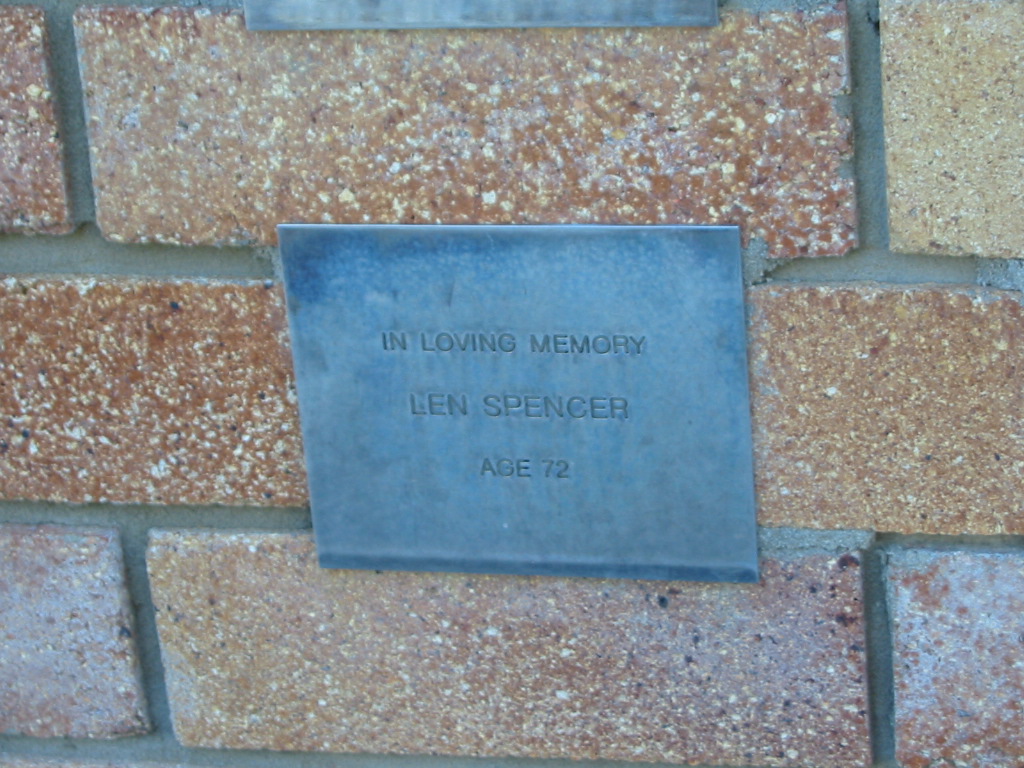 IN LOVING MEMORY
LEN SPENCER
AGE 72